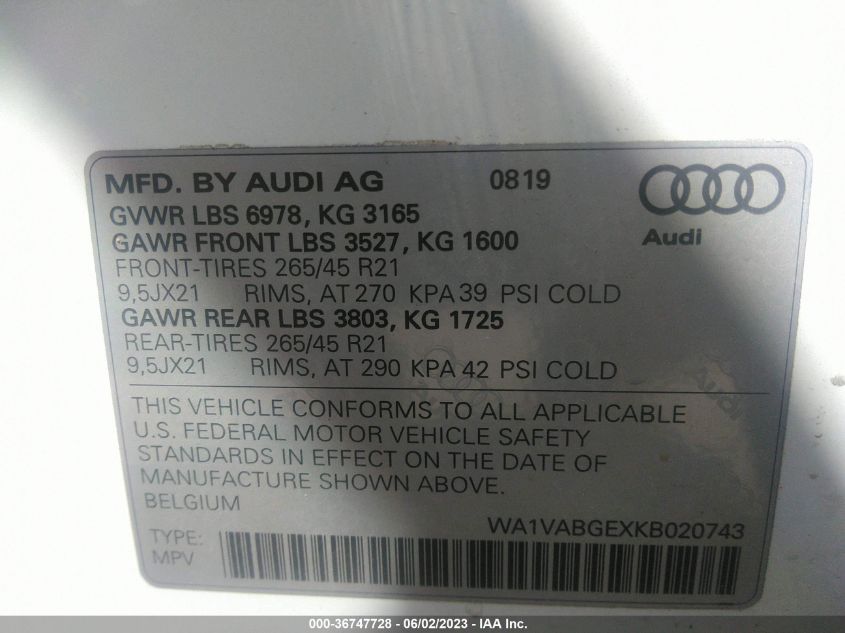 MFD. BY AUDI AG 0819
GVWR LBS 6978, KG 3165
GAWR FRONT LBS 3527, KG 1600
Audi
FRONT-TIRES 265/45 R21
9,5JX21 RIMS, AT 270 KPA 39 PSI COLD
GAWR REAR LBS 3803, KG 1725
REAR-TIRES 265/45 R21
9,5JX21 RIMS, AT 290 KPA 42 PSI COLD
Audi
THIS VEHICLE CONFORMS TO ALL APPLICABLE
U.S. FEDERAL MOTOR VEHICLE SAFETY
STANDARDS IN EFFECT ON THE DATE OF
MANUFACTURE SHOWN ABOVE.
BELGIUM
WA1VABGEXKB020743
TYPE:
MPV
000-36747728 - 06/02/2023 - IAA Inc.